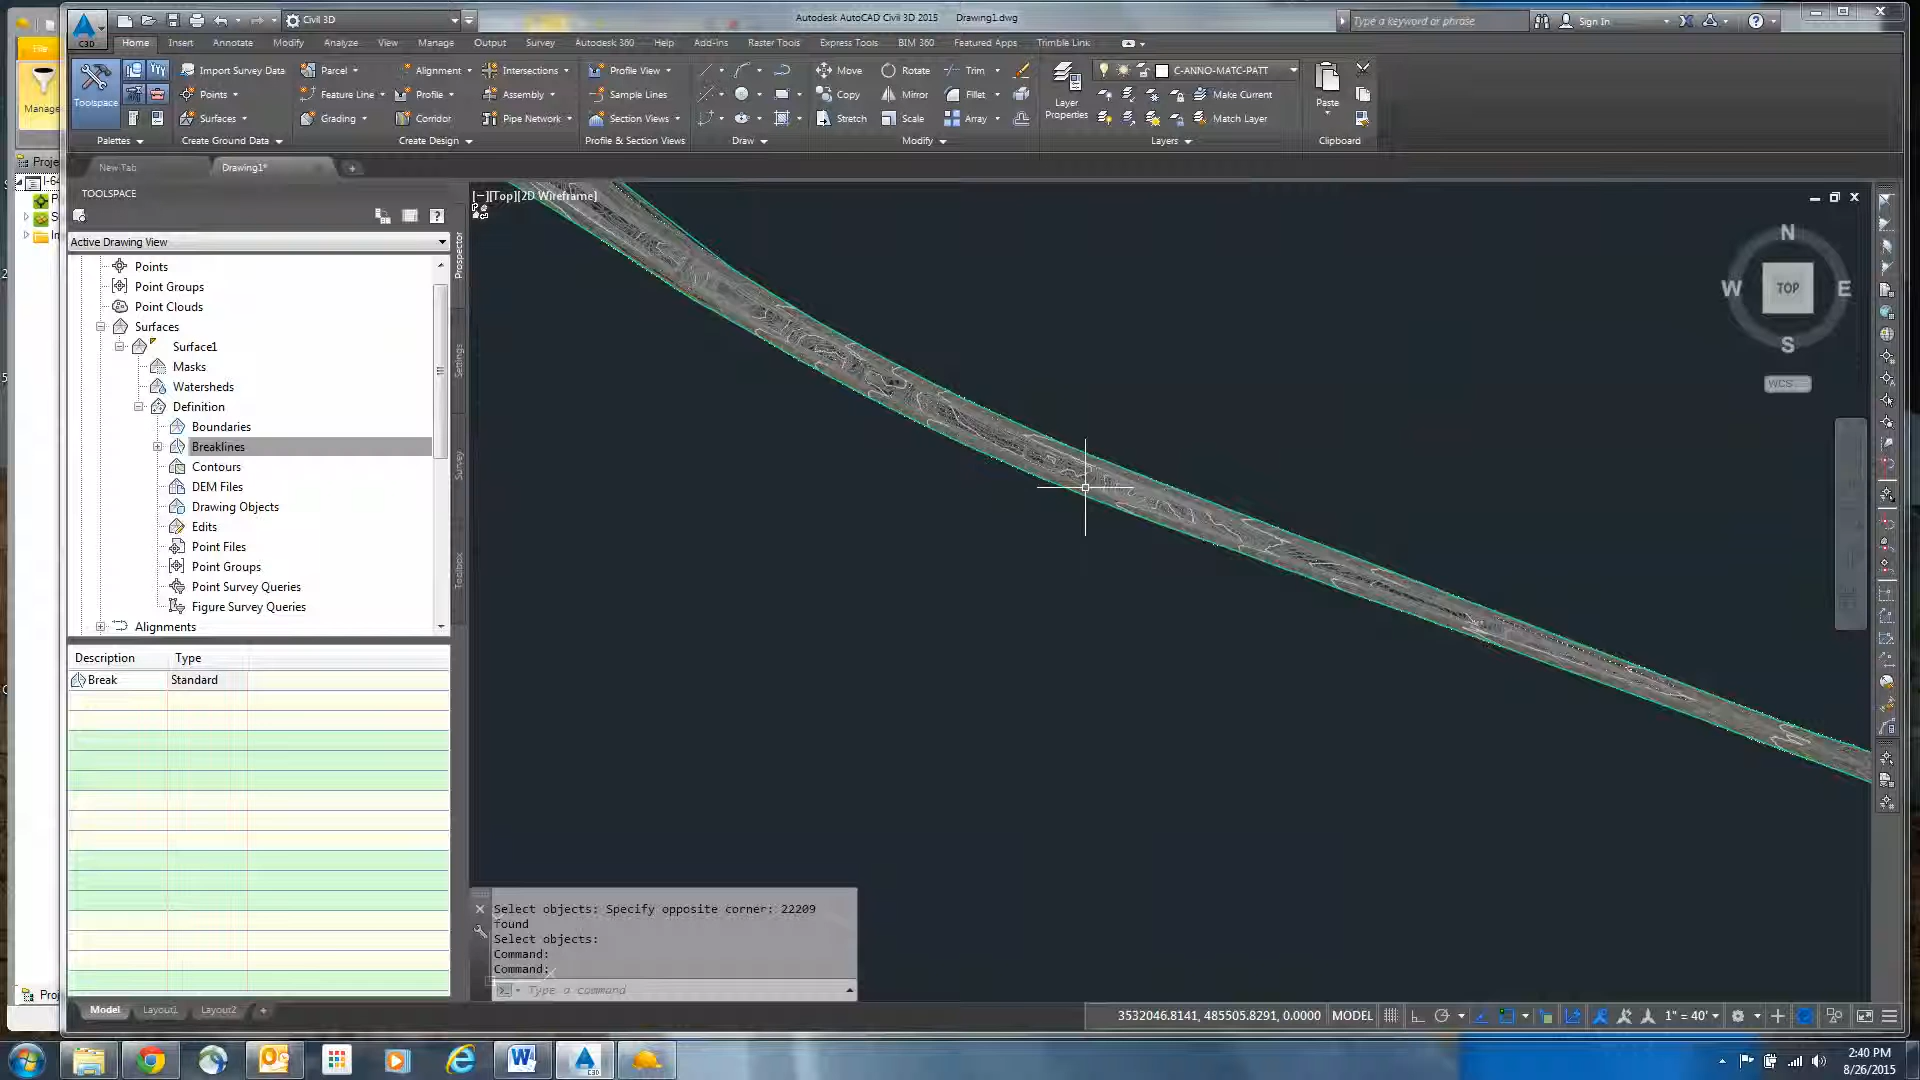 File
Manage
Proje
I-64
P
S
Im
Proj
C3D
Civil 3D
Autodesk AutoCAD Civil 3D 2015 Drawing1.dwg
Type a keyword or phrase
Sign In
Home Insert Annotate Modify Analyze View Manage Output Survey Autodesk 360 Help Add-ins Raster Tools Express Tools BIM 360 Featured Apps Trimble Link
Toolspace
Palettes
Import Survey Data
Points
Surfaces
Create Ground Data
Parcel
Feature Line
Grading
Alignment
Profile
Corridor
Intersections
Assembly
Pipe Network
Create Design
Profile View
Sample Lines
Section Views
Profile & Section Views
Draw
Move Rotate Trim
Copy Mirror Fillet
Stretch Scale Array
Modify
Layer
Properties
C-ANNO-MATC-PATT
Make Current
Match Layer
Layers
Paste
Clipboard
New Tab Drawing1*
TOOLSPACE
Active Drawing View
Points
Point Groups
Point Clouds
Surfaces
Surface1
Masks
Watersheds
Definition
Boundaries
Breaklines
Contours
DEM Files
Drawing Objects
Edits
Point Files
Point Groups
Point Survey Queries
Figure Survey Queries
Alignments
Prospector
Settings
Survey
Toolbox
Description Type
Break Standard
[−][Top][2D Wireframe]
N
W TOP E
S
WCS
Select objects: Specify opposite corner: 22209
found
Select objects:
Command:
Command:
Type a command
Model Layout1 Layout2 +
3532046.8141, 485505.8291, 0.0000 MODEL 1" = 40'
2:40 PM
8/26/2015